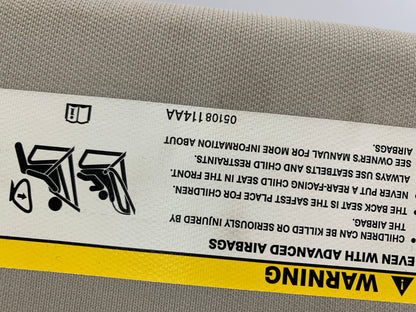 WARNING
EVEN WITH ADVANCED AIRBAGS
• CHILDREN CAN BE KILLED OR SERIOUSLY INJURED BY
THE AIRBAG.
• THE BACK SEAT IS THE SAFEST PLACE FOR CHILDREN.
• NEVER PUT A REAR-FACING CHILD SEAT IN THE FRONT.
ALWAYS USE SEATBELTS AND CHILD RESTRAINTS.
SEE OWNER'S MANUAL FOR MORE INFORMATION ABOUT
AIRBAGS.
05108114AA